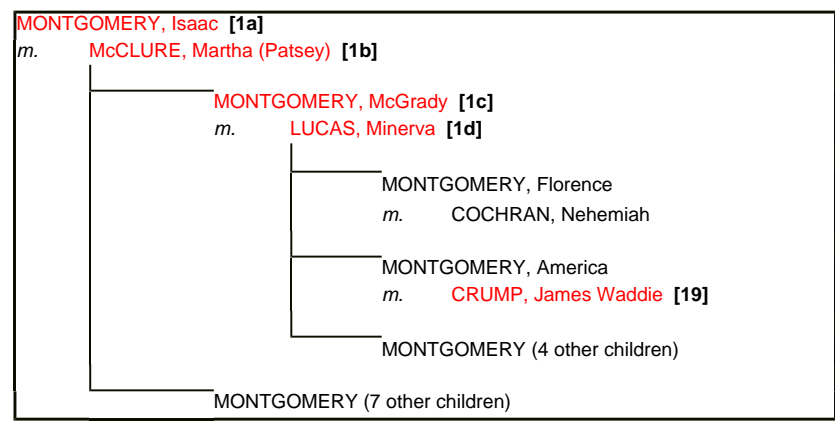 MONTGOMERY, Isaac [1a]
m. McCLURE, Martha (Patsey) [1b]
MONTGOMERY, McGrady [1c]
m. LUCAS, Minerva [1d]
MONTGOMERY, Florence
m. COCHRAN, Nehemiah
MONTGOMERY, America
m. CRUMP, James Waddie [19]
MONTGOMERY (4 other children)
MONTGOMERY (7 other children)